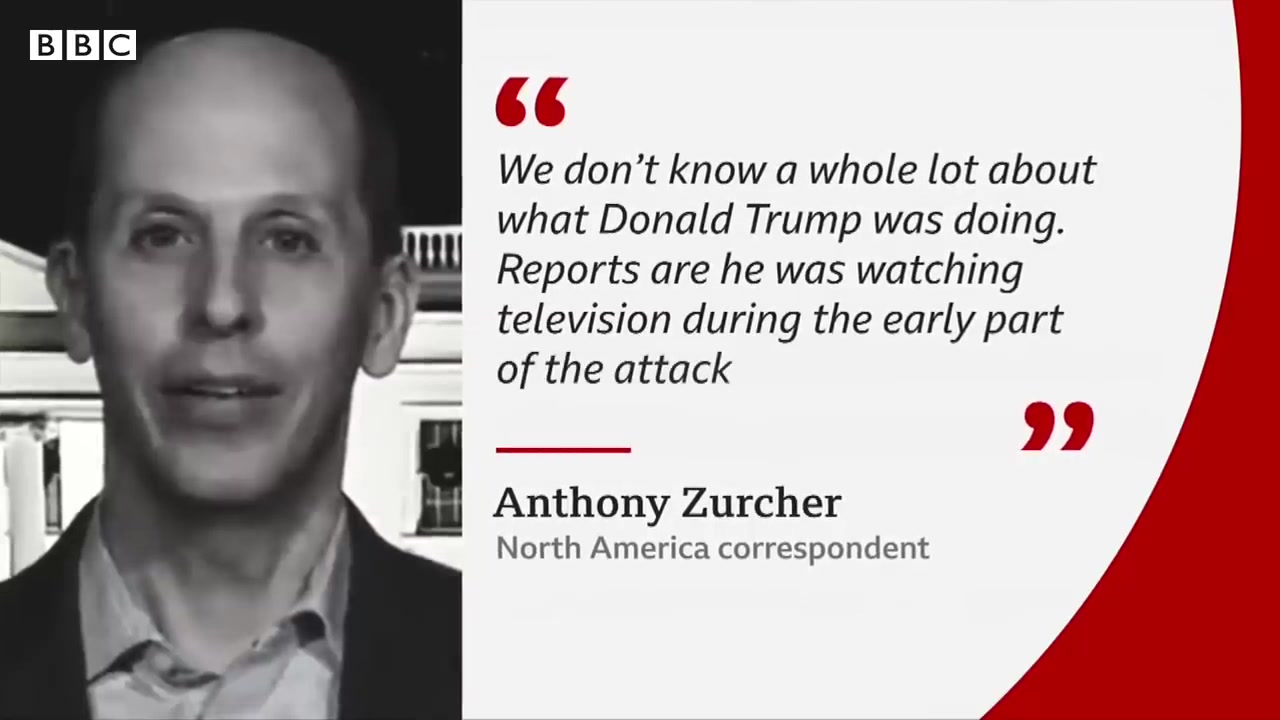 BBC
“
We don’t know a whole lot about
what Donald Trump was doing.
Reports are he was watching
television during the early part
of the attack
”
Anthony Zurcher
North America correspondent